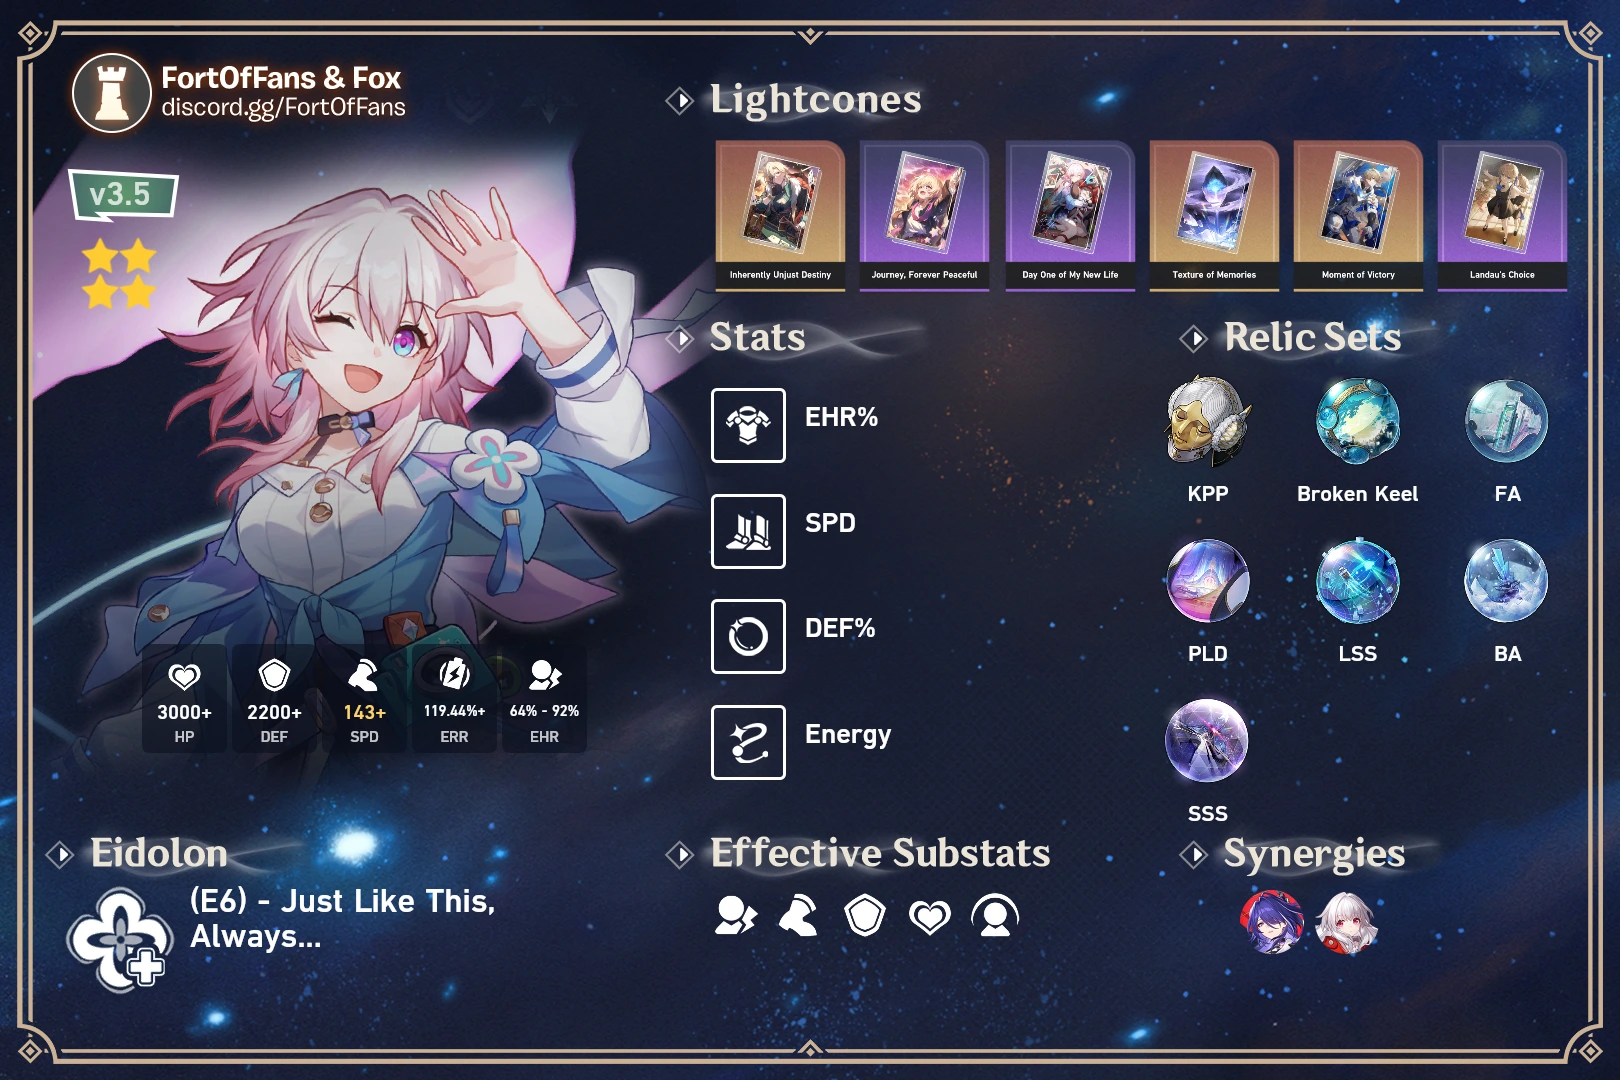 FortOfFans & Fox
discord.gg/FortOfFans
v3.5
Lightcones
Inherently Unjust Destiny
Journey, Forever Peaceful
Day One of My New Life
Texture of Memories
Moment of Victory
Landau's Choice
Stats
EHR%
SPD
DEF%
Energy
Relic Sets
KPP
Broken Keel
FA
PLD
LSS
BA
SSS
3000+
HP
2200+
DEF
143+
SPD
119.44%+
ERR
64% - 92%
EHR
Eidolon
(E6) - Just Like This,
Always...
Effective Substats
Synergies